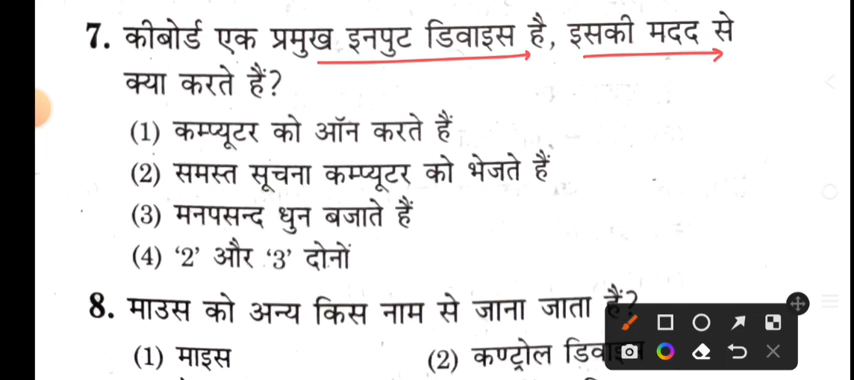 7. कीबोर्ड एक प्रमुख इनपुट डिवाइस है, इसकी मदद से
क्या करते हैं?
(1) कम्प्यूटर को ऑन करते हैं
(2) समस्त सूचना कम्प्यूटर को भेजते हैं
(3) मनपसन्द धुन बजाते हैं
(4) ‘2’ और ‘3’ दोनों
8. माउस को अन्य किस नाम से जाना जाता है?
(1) माइस (2) कण्ट्रोल